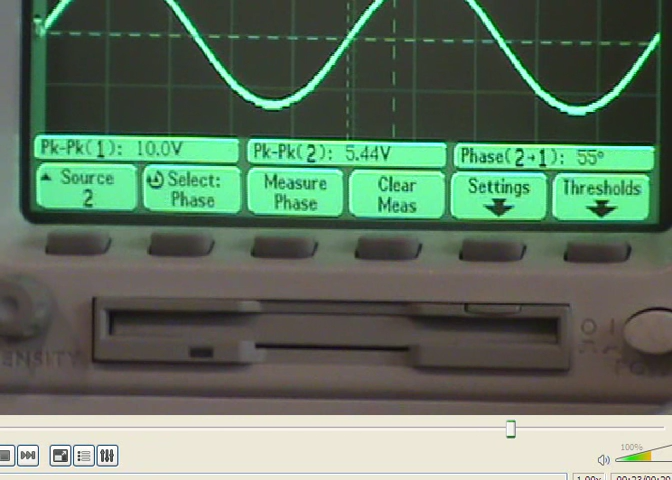 Pk-Pk(1): 10.0V Pk-Pk(2): 5.44V Phase(2→1): 55°
Source Select: Measure Clear Settings Thresholds
2 Phase Phase Meas
ENSITY
100%
1.00x